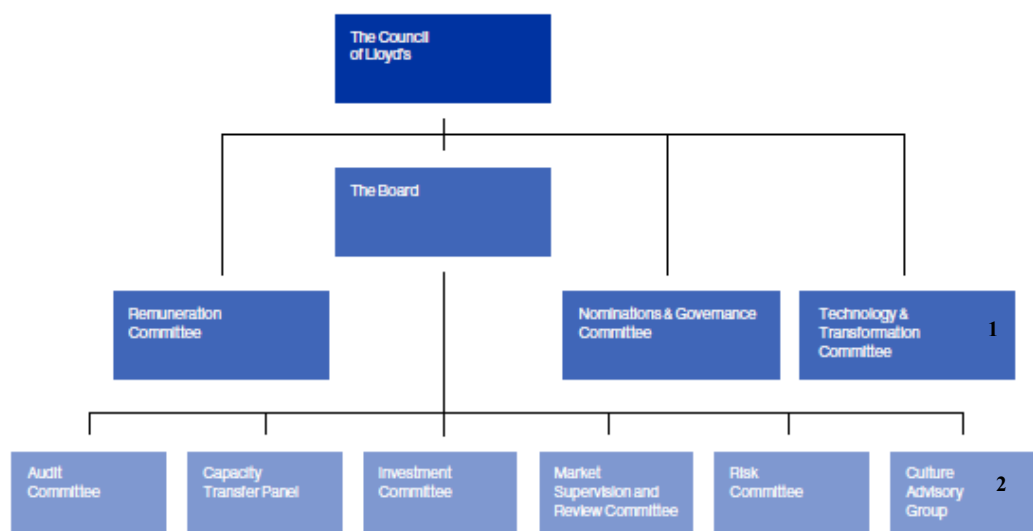 The Council
of Lloyd's
The Board
Remuneration
Committee
Nominations & Governance
Committee
Technology &
Transformation
Committee
1
Audit
Committee
Capacity
Transfer Panel
Investment
Committee
Market
Supervision and
Review Committee
Risk
Committee
Culture
Advisory
Group
2